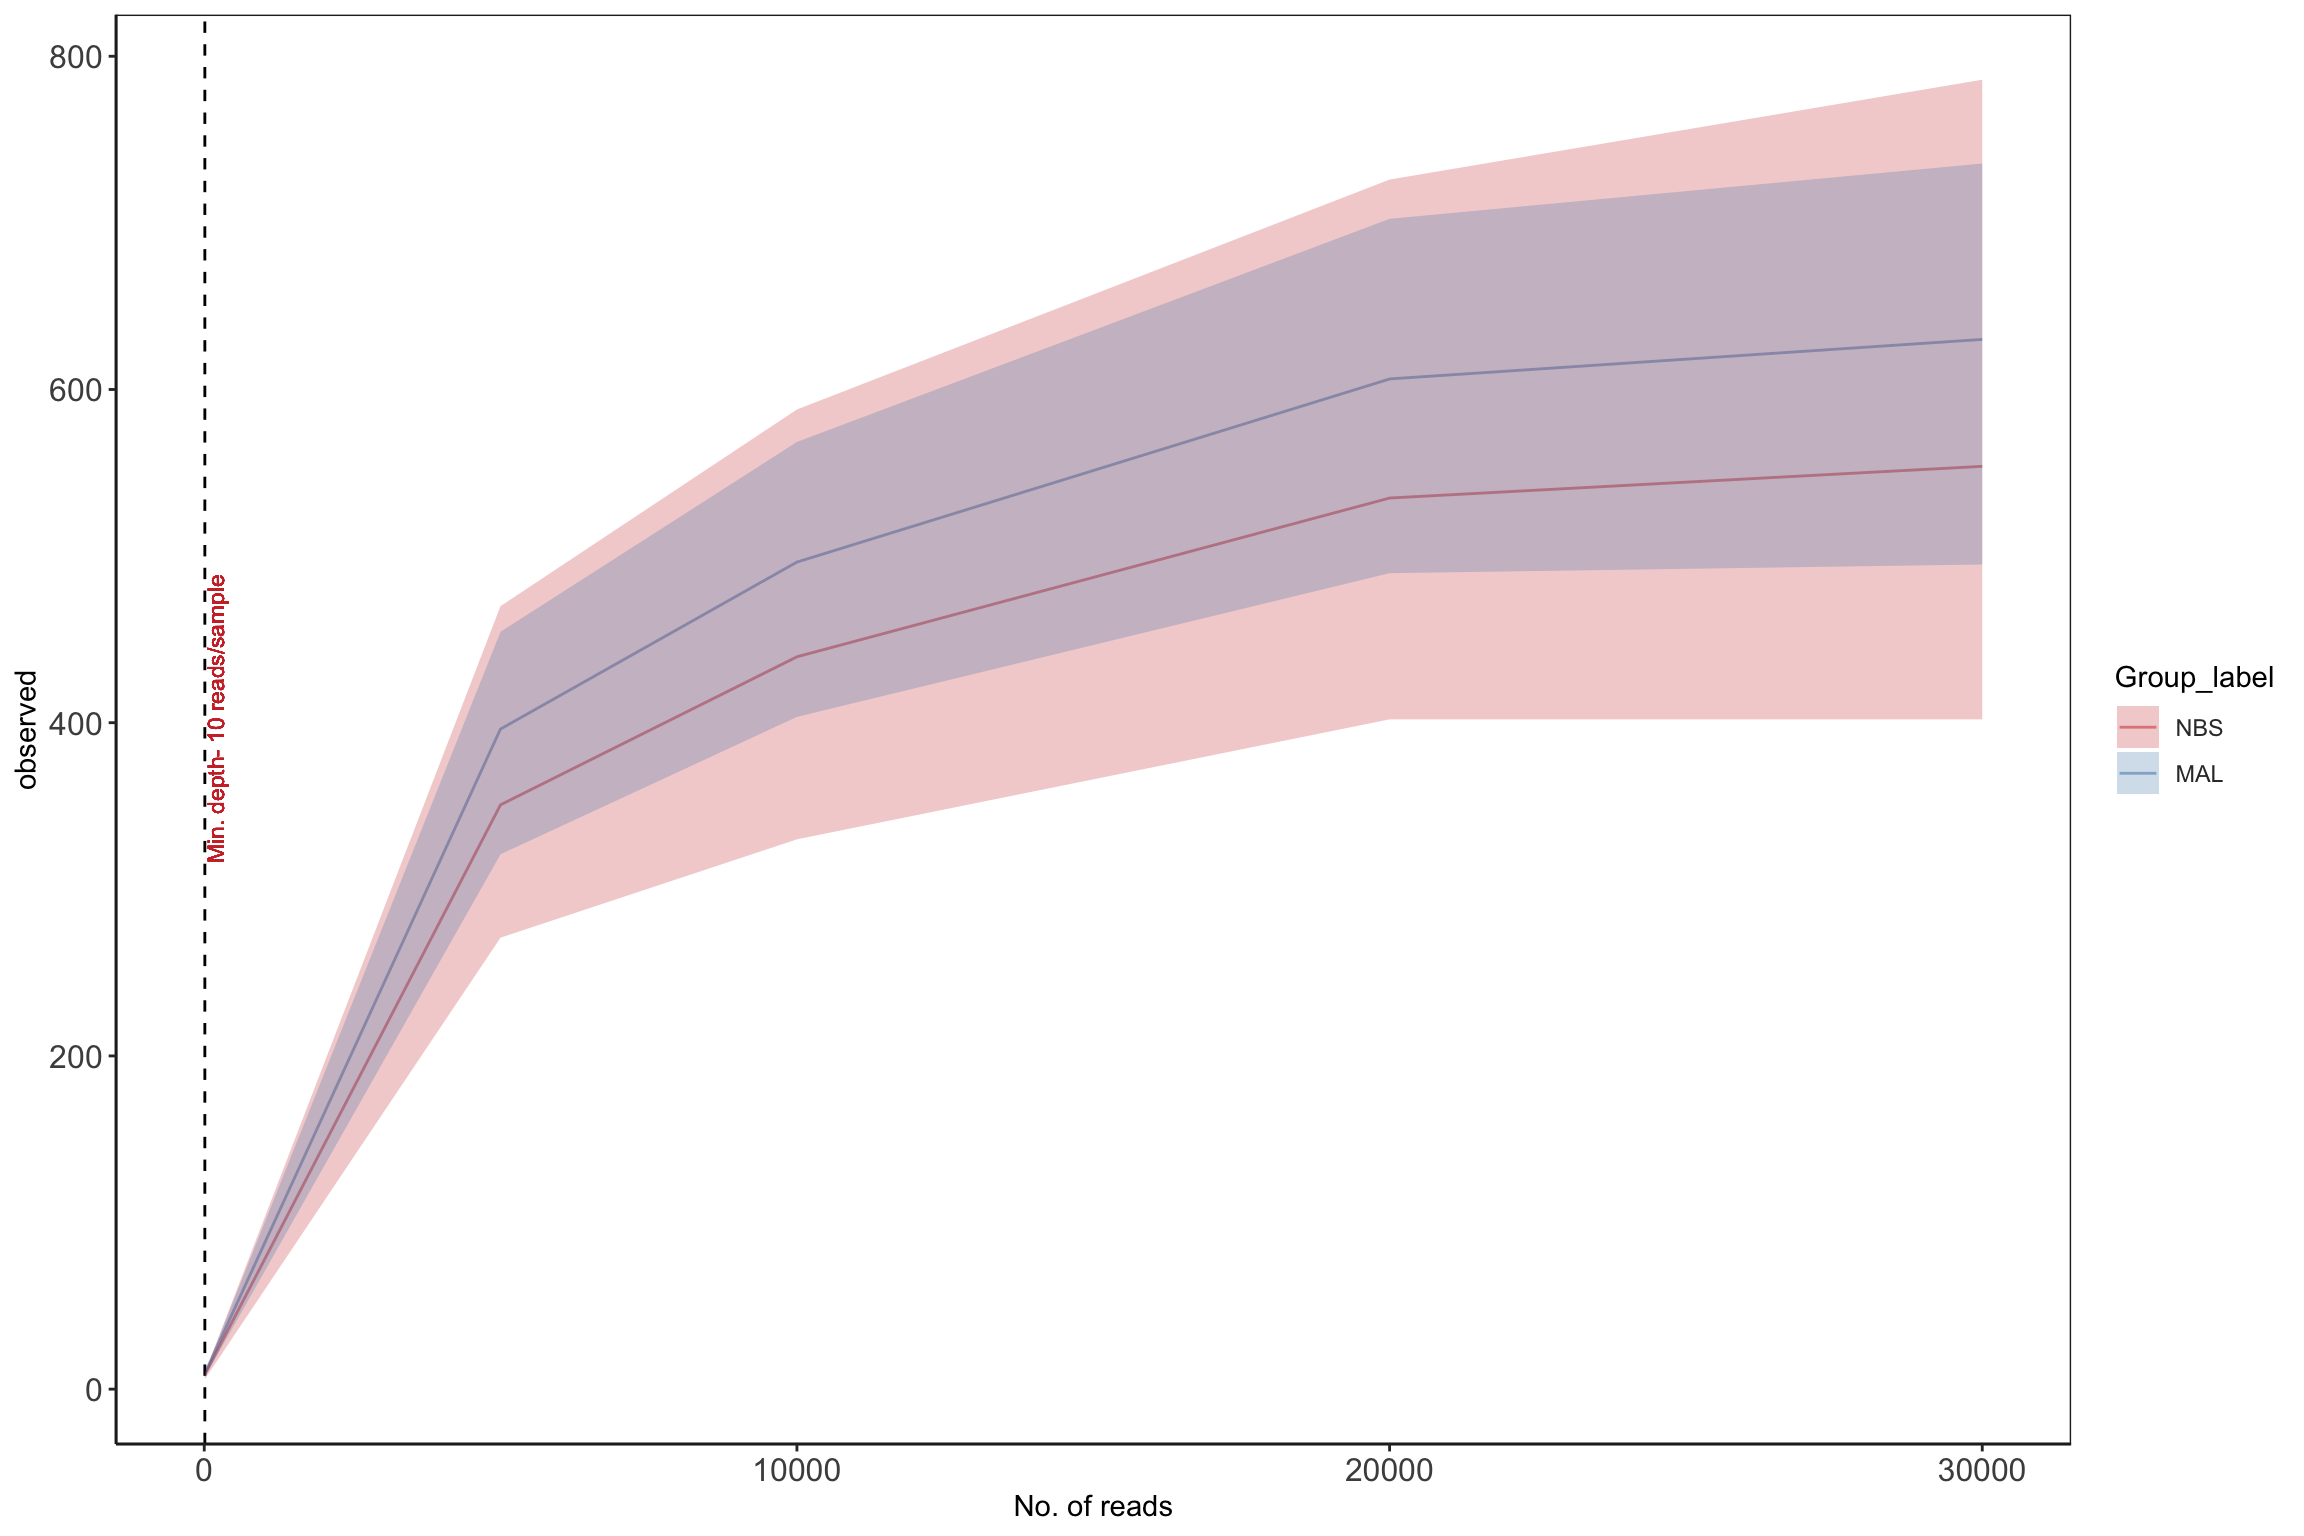 800
600
400
200
0
observed
Min. depth- 10 reads/sample
0
10000
20000
30000
No. of reads
Group_label
NBS
MAL